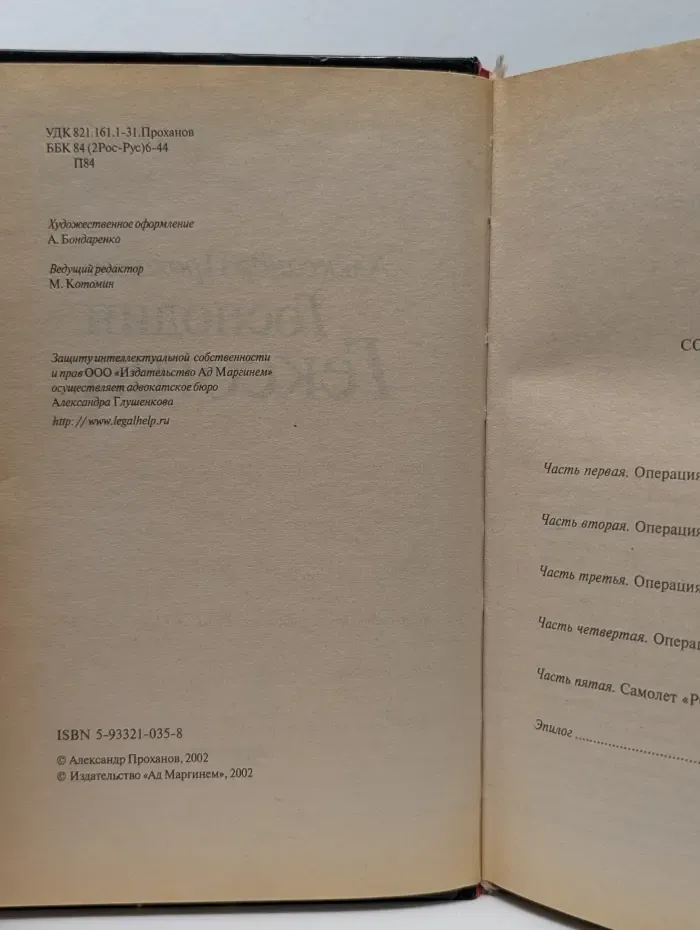 УДК 821.161.1-31.Проханов
ББК 84 (2Рос-Рус)6-44
П84
Художественное оформление
А. Бондаренко
Ведущий редактор
М. Котомин
Защиту интеллектуальной собственности
и прав ООО «Издательство Ад Маргинем»
осуществляет адвокатское бюро
Александра Глушенкова
http: // www.legalhelp.ru
ISBN 5-93321-035-8
© Александр Проханов, 2002
© Издательство «Ад Маргинем», 2002
СО
Часть первая. Операция
Часть вторая. Операция
Часть третья. Операция
Часть четвертая. Операц
Часть пятая. Самолет «Р
Эпилог